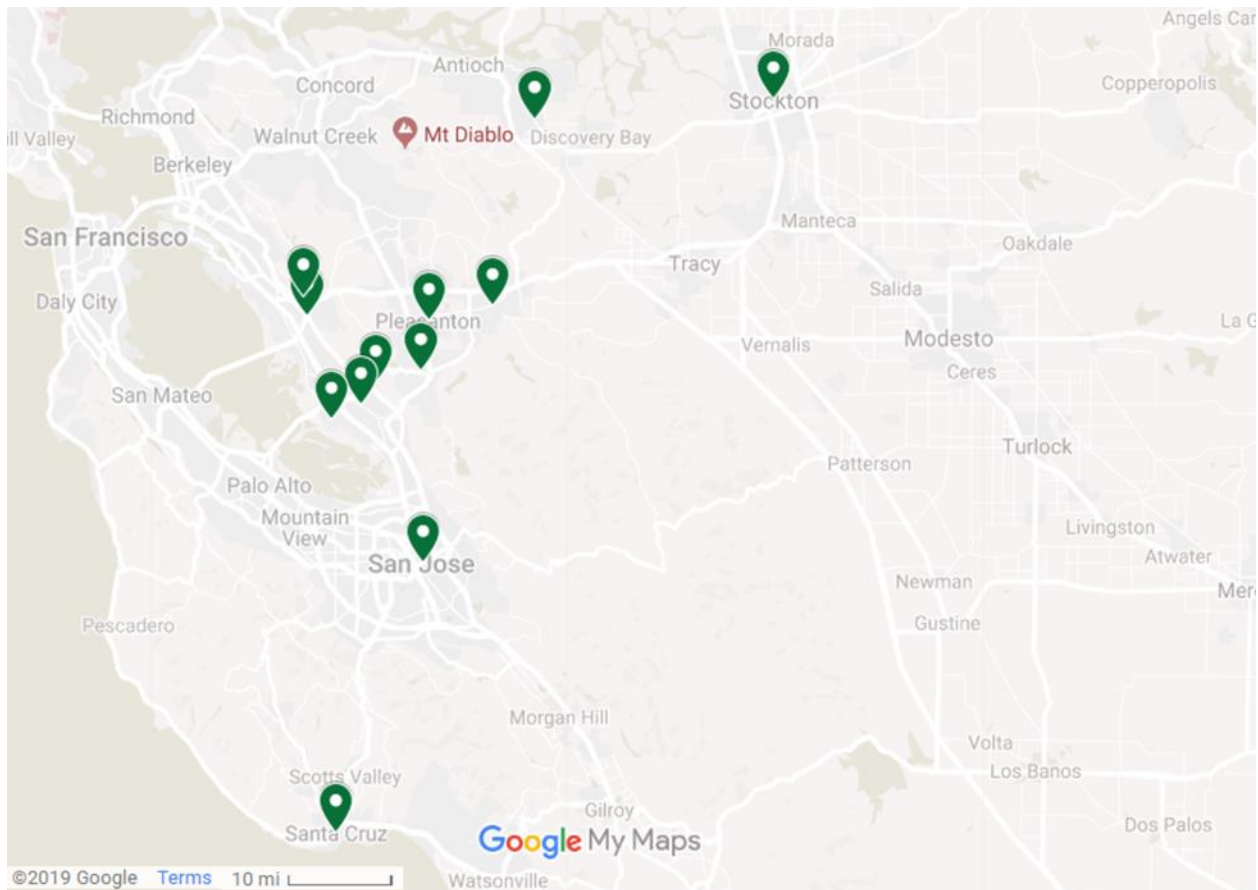 Angels Car
Morada
Antioch
Concord
Copperopolis
Stockton
Richmond
Walnut Creek
Mt Diablo
Discovery Bay
ill Valley
Berkeley
Manteca
San Francisco
Oakdale
Tracy
Salida
Daly City
Pleasanton
La G
Vernalis
Modesto
Ceres
San Mateo
Turlock
Patterson
Palo Alto
Mountain
View
Livingston
San Jose
Atwater
Newman
Mer
Gustine
Pescadero
Morgan Hill
Volta
Los Banos
Scotts Valley
Gilroy
Santa Cruz
Dos Palos
Google My Maps
©2019 Google Terms 10 mi
Watsonville